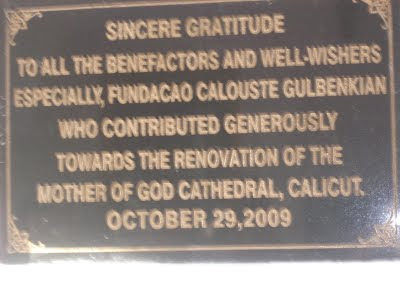 SINCERE GRATITUDE
TO ALL THE BENEFACTORS AND WELL-WISHERS
ESPECIALLY, FUNDACAO CALOUSTE GULBENKIAN
WHO CONTRIBUTED GENEROUSLY
TOWARDS THE RENOVATION OF THE
MOTHER OF GOD CATHEDRAL, CALICUT.
OCTOBER 29,2009